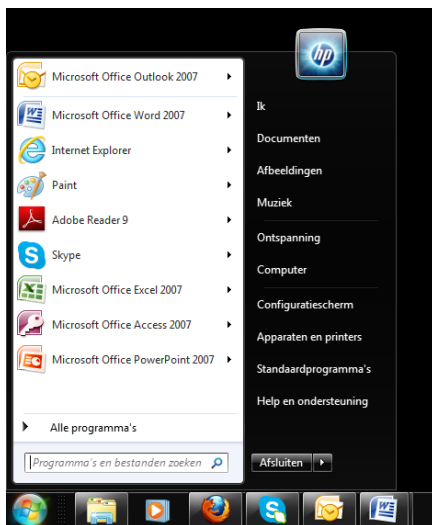 hp
Microsoft Office Outlook 2007
Microsoft Office Word 2007
Internet Explorer
Paint
Adobe Reader 9
Skype
Microsoft Office Excel 2007
Microsoft Office Access 2007
Microsoft Office PowerPoint 2007
Alle programma's
Programma's en bestanden zoeken
Ik
Documenten
Afbeeldingen
Muziek
Ontspanning
Computer
Configuratiescherm
Apparaten en printers
Standaardprogramma's
Help en ondersteuning
Afsluiten